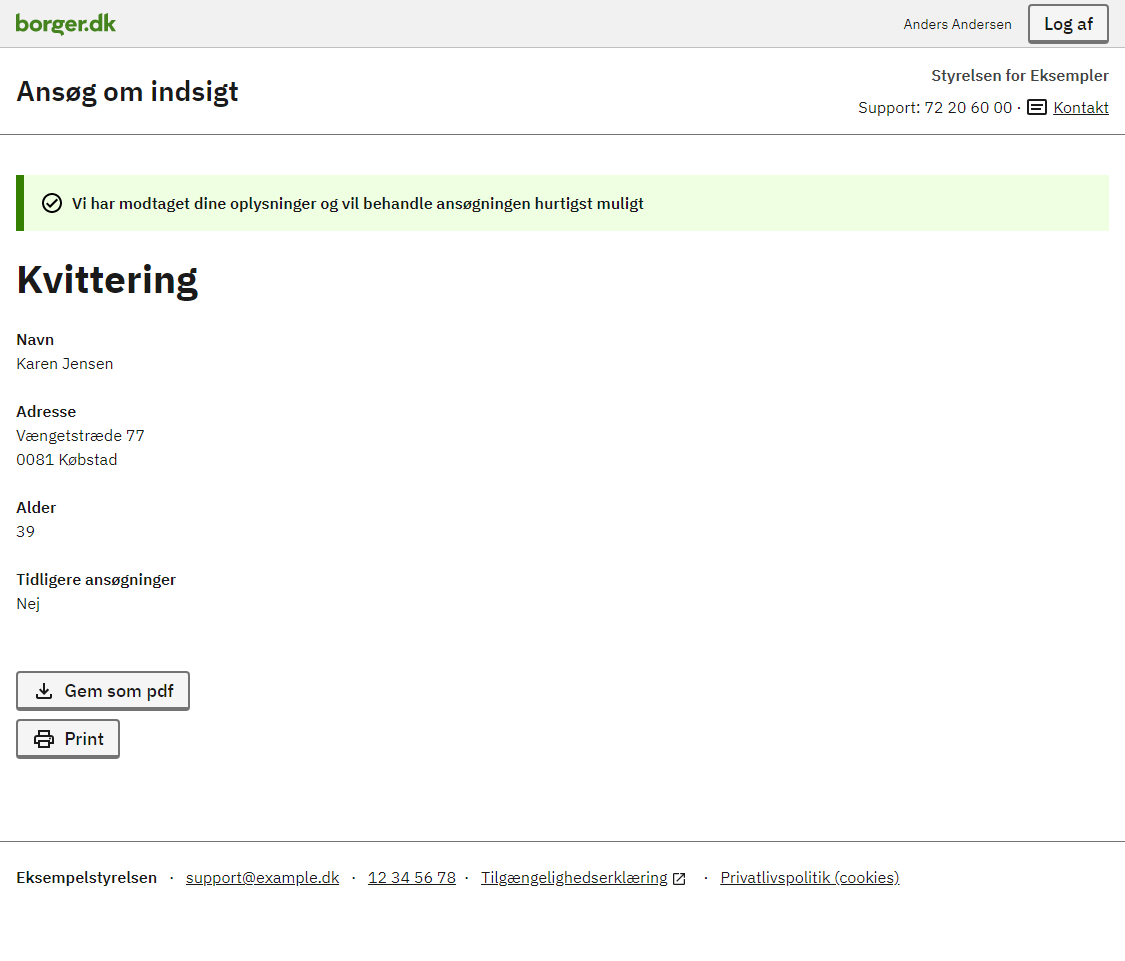 borger.dk
Anders Andersen
Log af
Ansøg om indsigt
Styrelsen for Eksempler
Support: 72 20 60 00 · Kontakt
Vi har modtaget dine oplysninger og vil behandle ansøgningen hurtigst muligt
Kvittering
Navn
Karen Jensen
Adresse
Vængetstræde 77
0081 Købstad
Alder
39
Tidligere ansøgninger
Nej
Gem som pdf
Print
Eksempelstyrelsen · support@example.dk · 12 34 56 78 · Tilgængelighedserklæring · Privatlivspolitik (cookies)